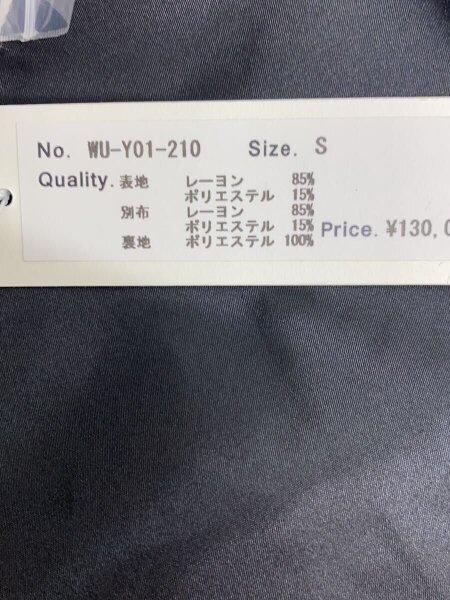 No. WU-Y01-210 Size. S
Quality. 表地 レーヨン 85%
ポリエステル 15%
別布 レーヨン 85%
ポリエステル 15% Price. ¥130,0
裏地 ポリエステル 100%